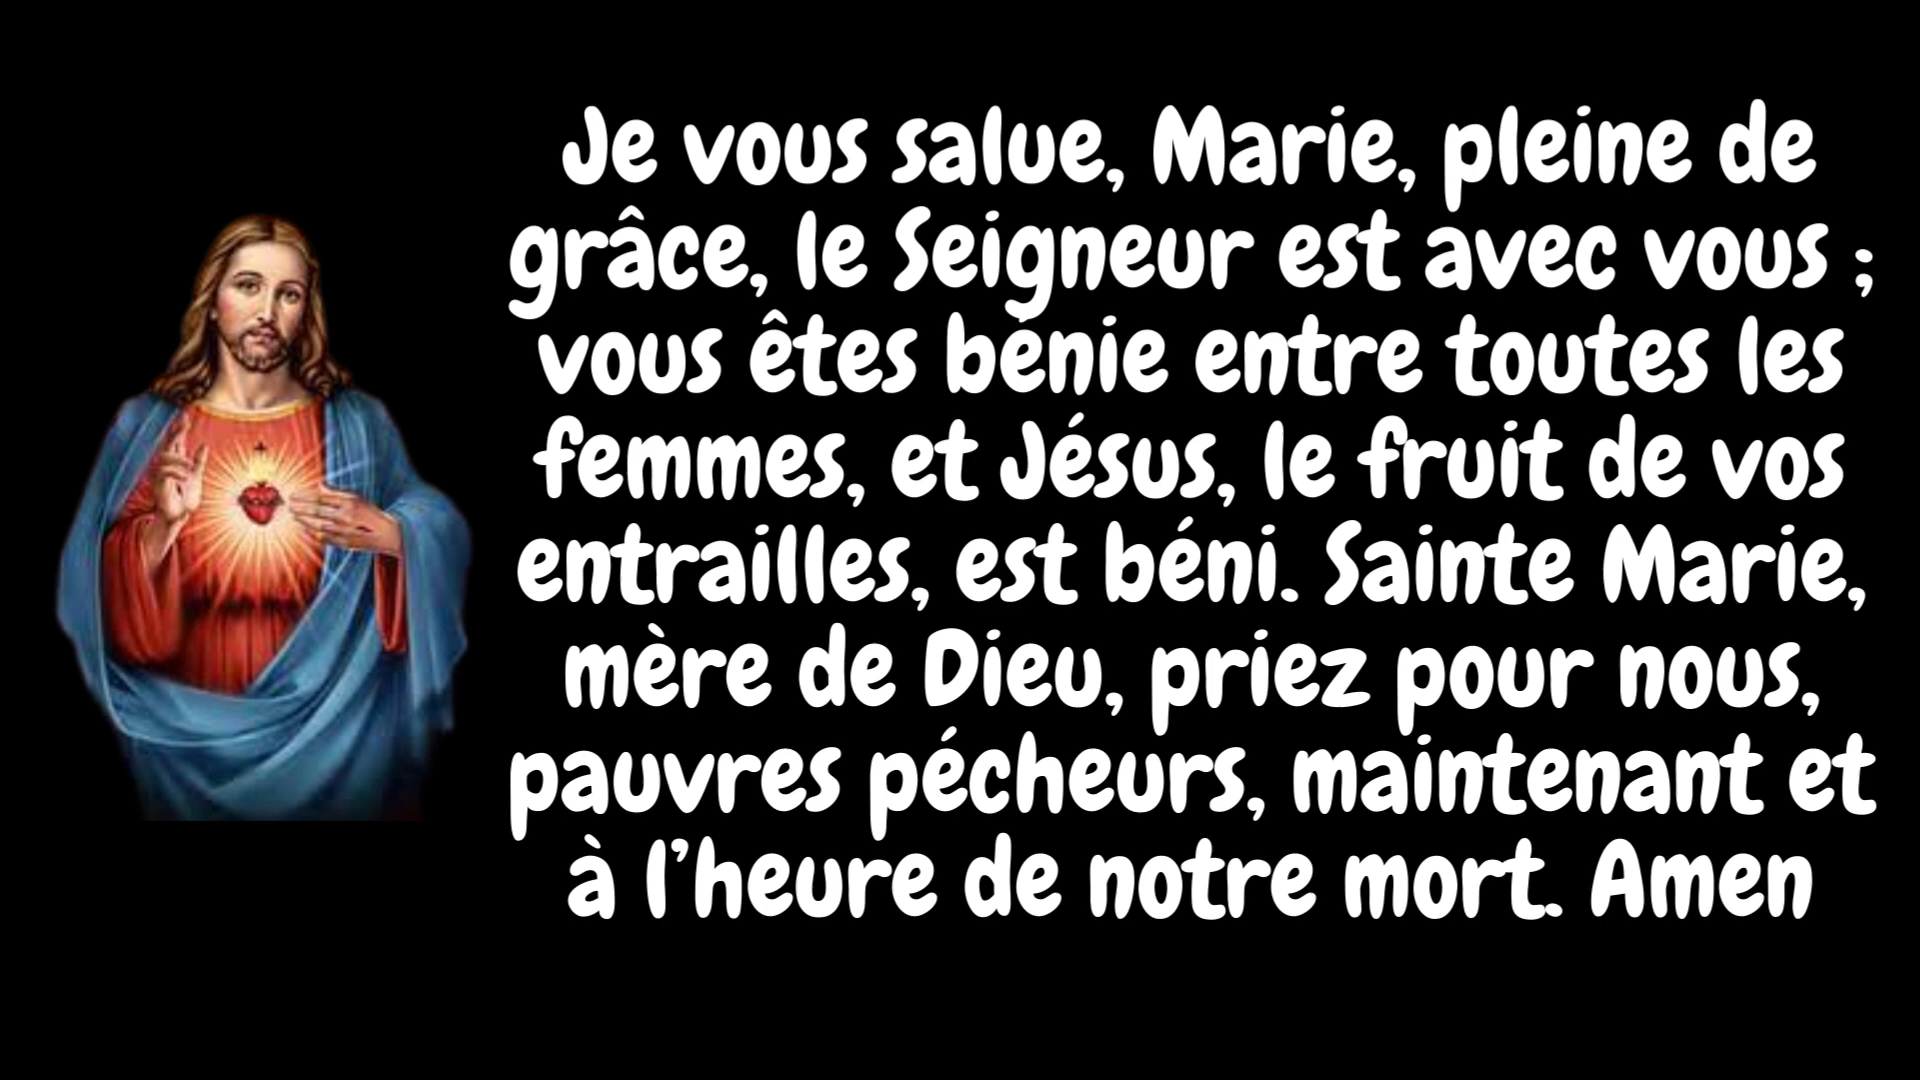 Je vous salue, Marie, pleine de
grâce, le Seigneur est avec vous ;
vous êtes bénie entre toutes les
femmes, et Jésus, le fruit de vos
entrailles, est béni. Sainte Marie,
mère de Dieu, priez pour nous,
pauvres pécheurs, maintenant et
à l’heure de notre mort. Amen